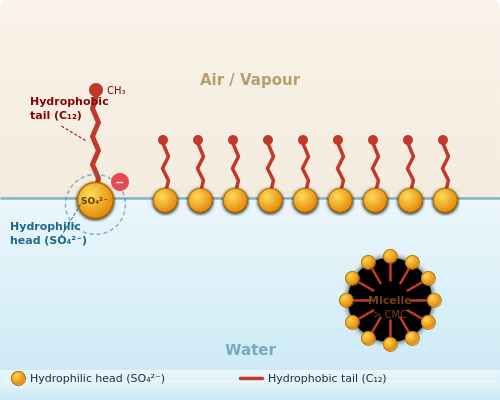 CH₃
Air / Vapour
Hydrophobic
tail (C₁₂)
−
SO₄²⁻
Hydrophilic
head (SO₄²⁻)
Micelle
> CMC
Water
Hydrophilic head (SO₄²⁻)
Hydrophobic tail (C₁₂)